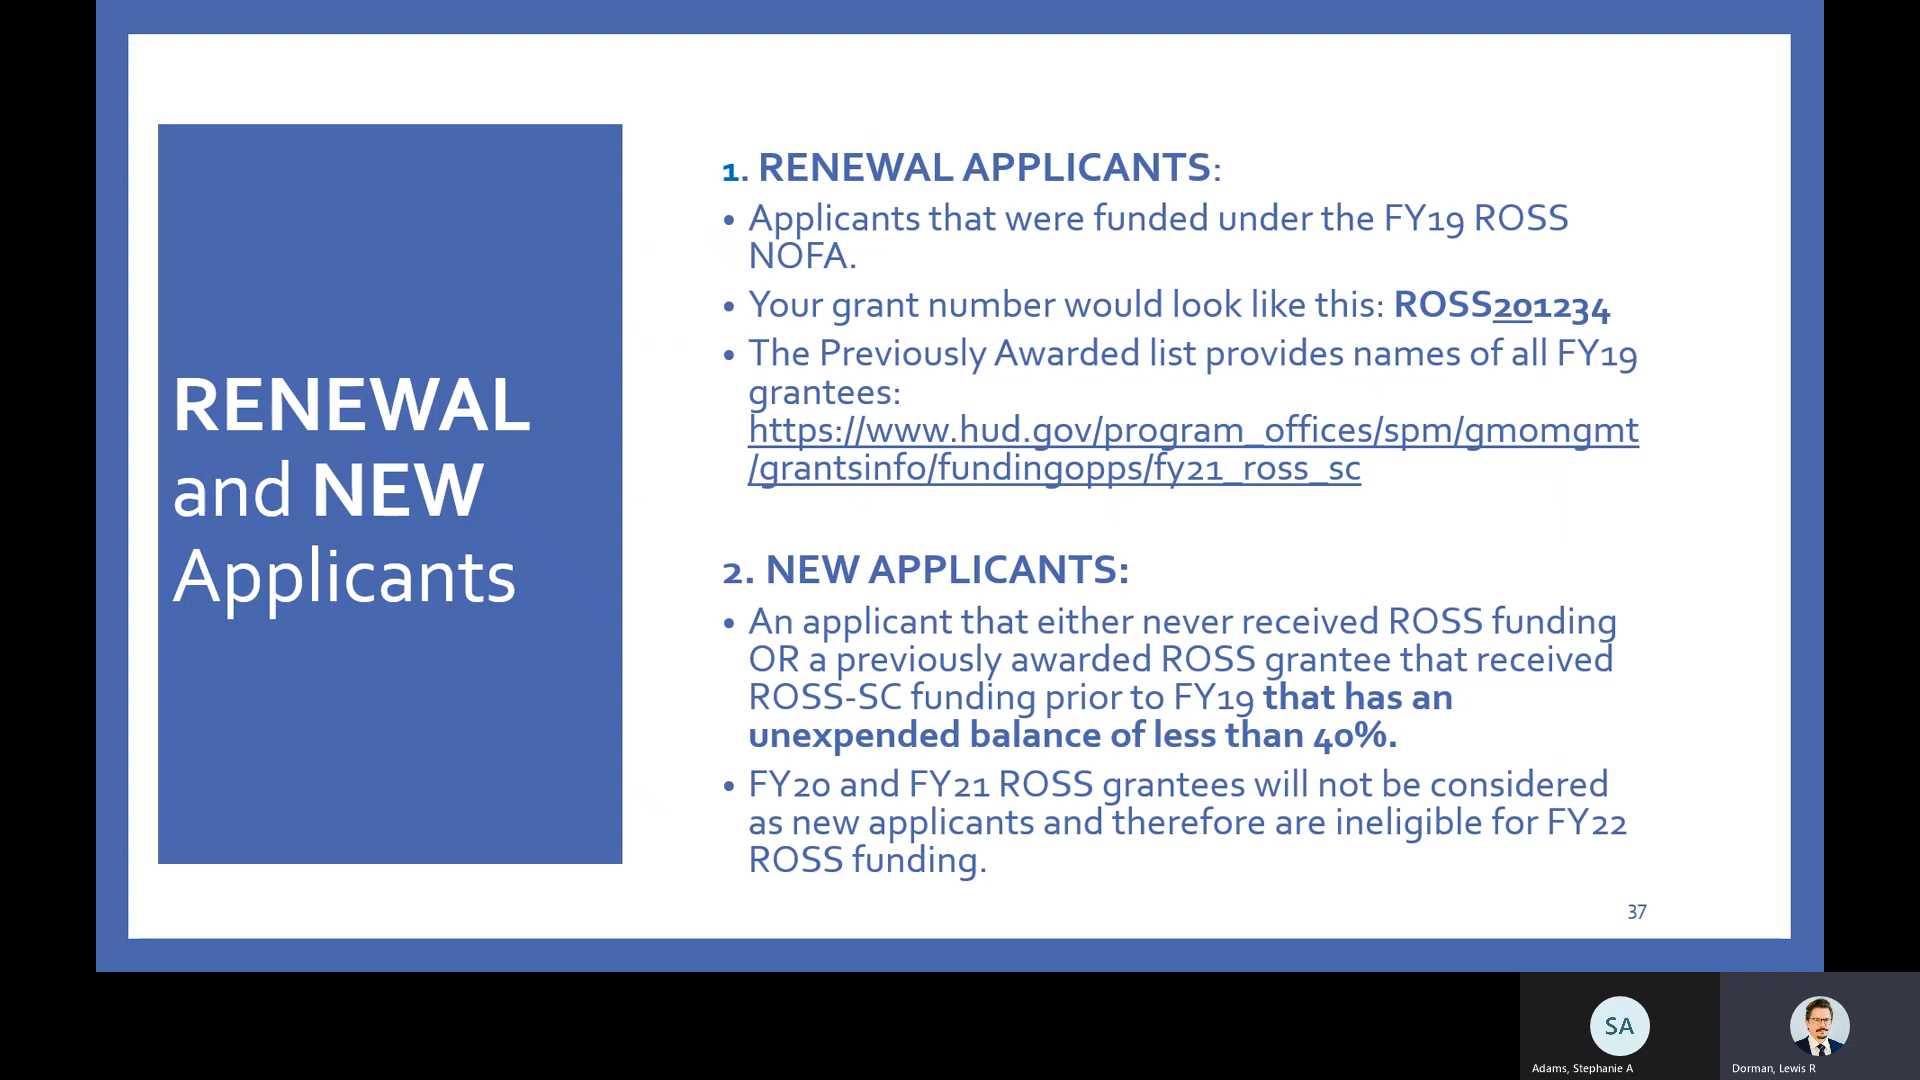 RENEWAL
and NEW
Applicants
1. RENEWAL APPLICANTS:
• Applicants that were funded under the FY19 ROSS
NOFA.
• Your grant number would look like this: ROSS201234
• The Previously Awarded list provides names of all FY19
grantees:
https://www.hud.gov/program_offices/spm/gmomgmt
/grantsinfo/fundingopps/fy21_ross_sc
2. NEW APPLICANTS:
• An applicant that either never received ROSS funding
OR a previously awarded ROSS grantee that received
ROSS-SC funding prior to FY19 that has an
unexpended balance of less than 40%.
• FY20 and FY21 ROSS grantees will not be considered
as new applicants and therefore are ineligible for FY22
ROSS funding.
37
SA
Adams, Stephanie A
Dorman, Lewis R